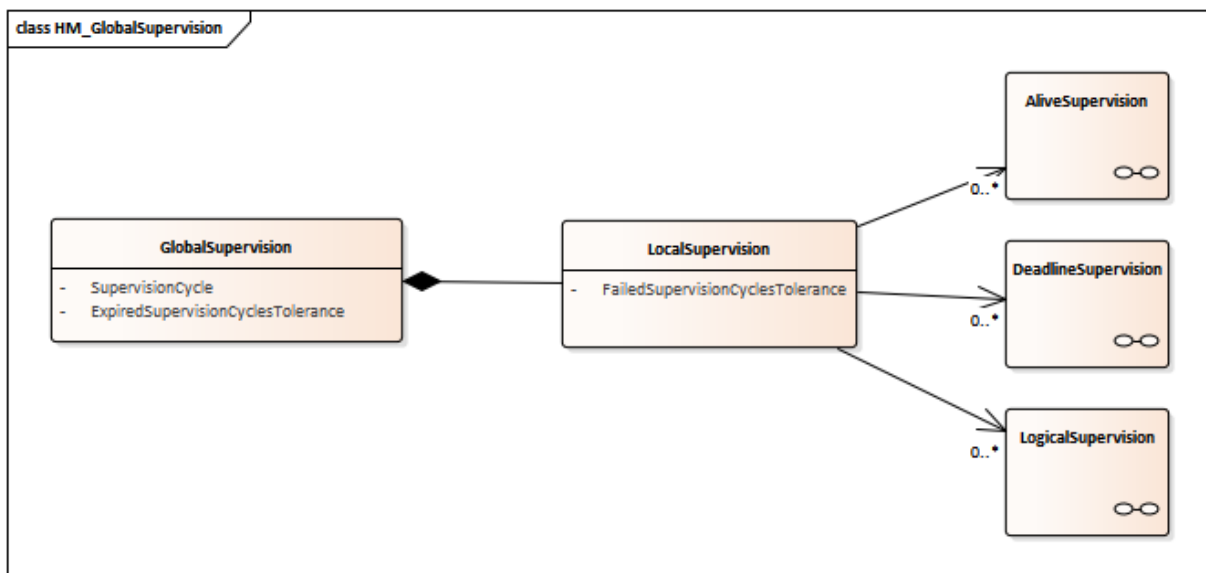 class HM_GlobalSupervision
AliveSupervision
0..*
GlobalSupervision
- SupervisionCycle
- ExpiredSupervisionCyclesTolerance
LocalSupervision
- FailedSupervisionCyclesTolerance
DeadlineSupervision
0..*
LogicalSupervision
0..*